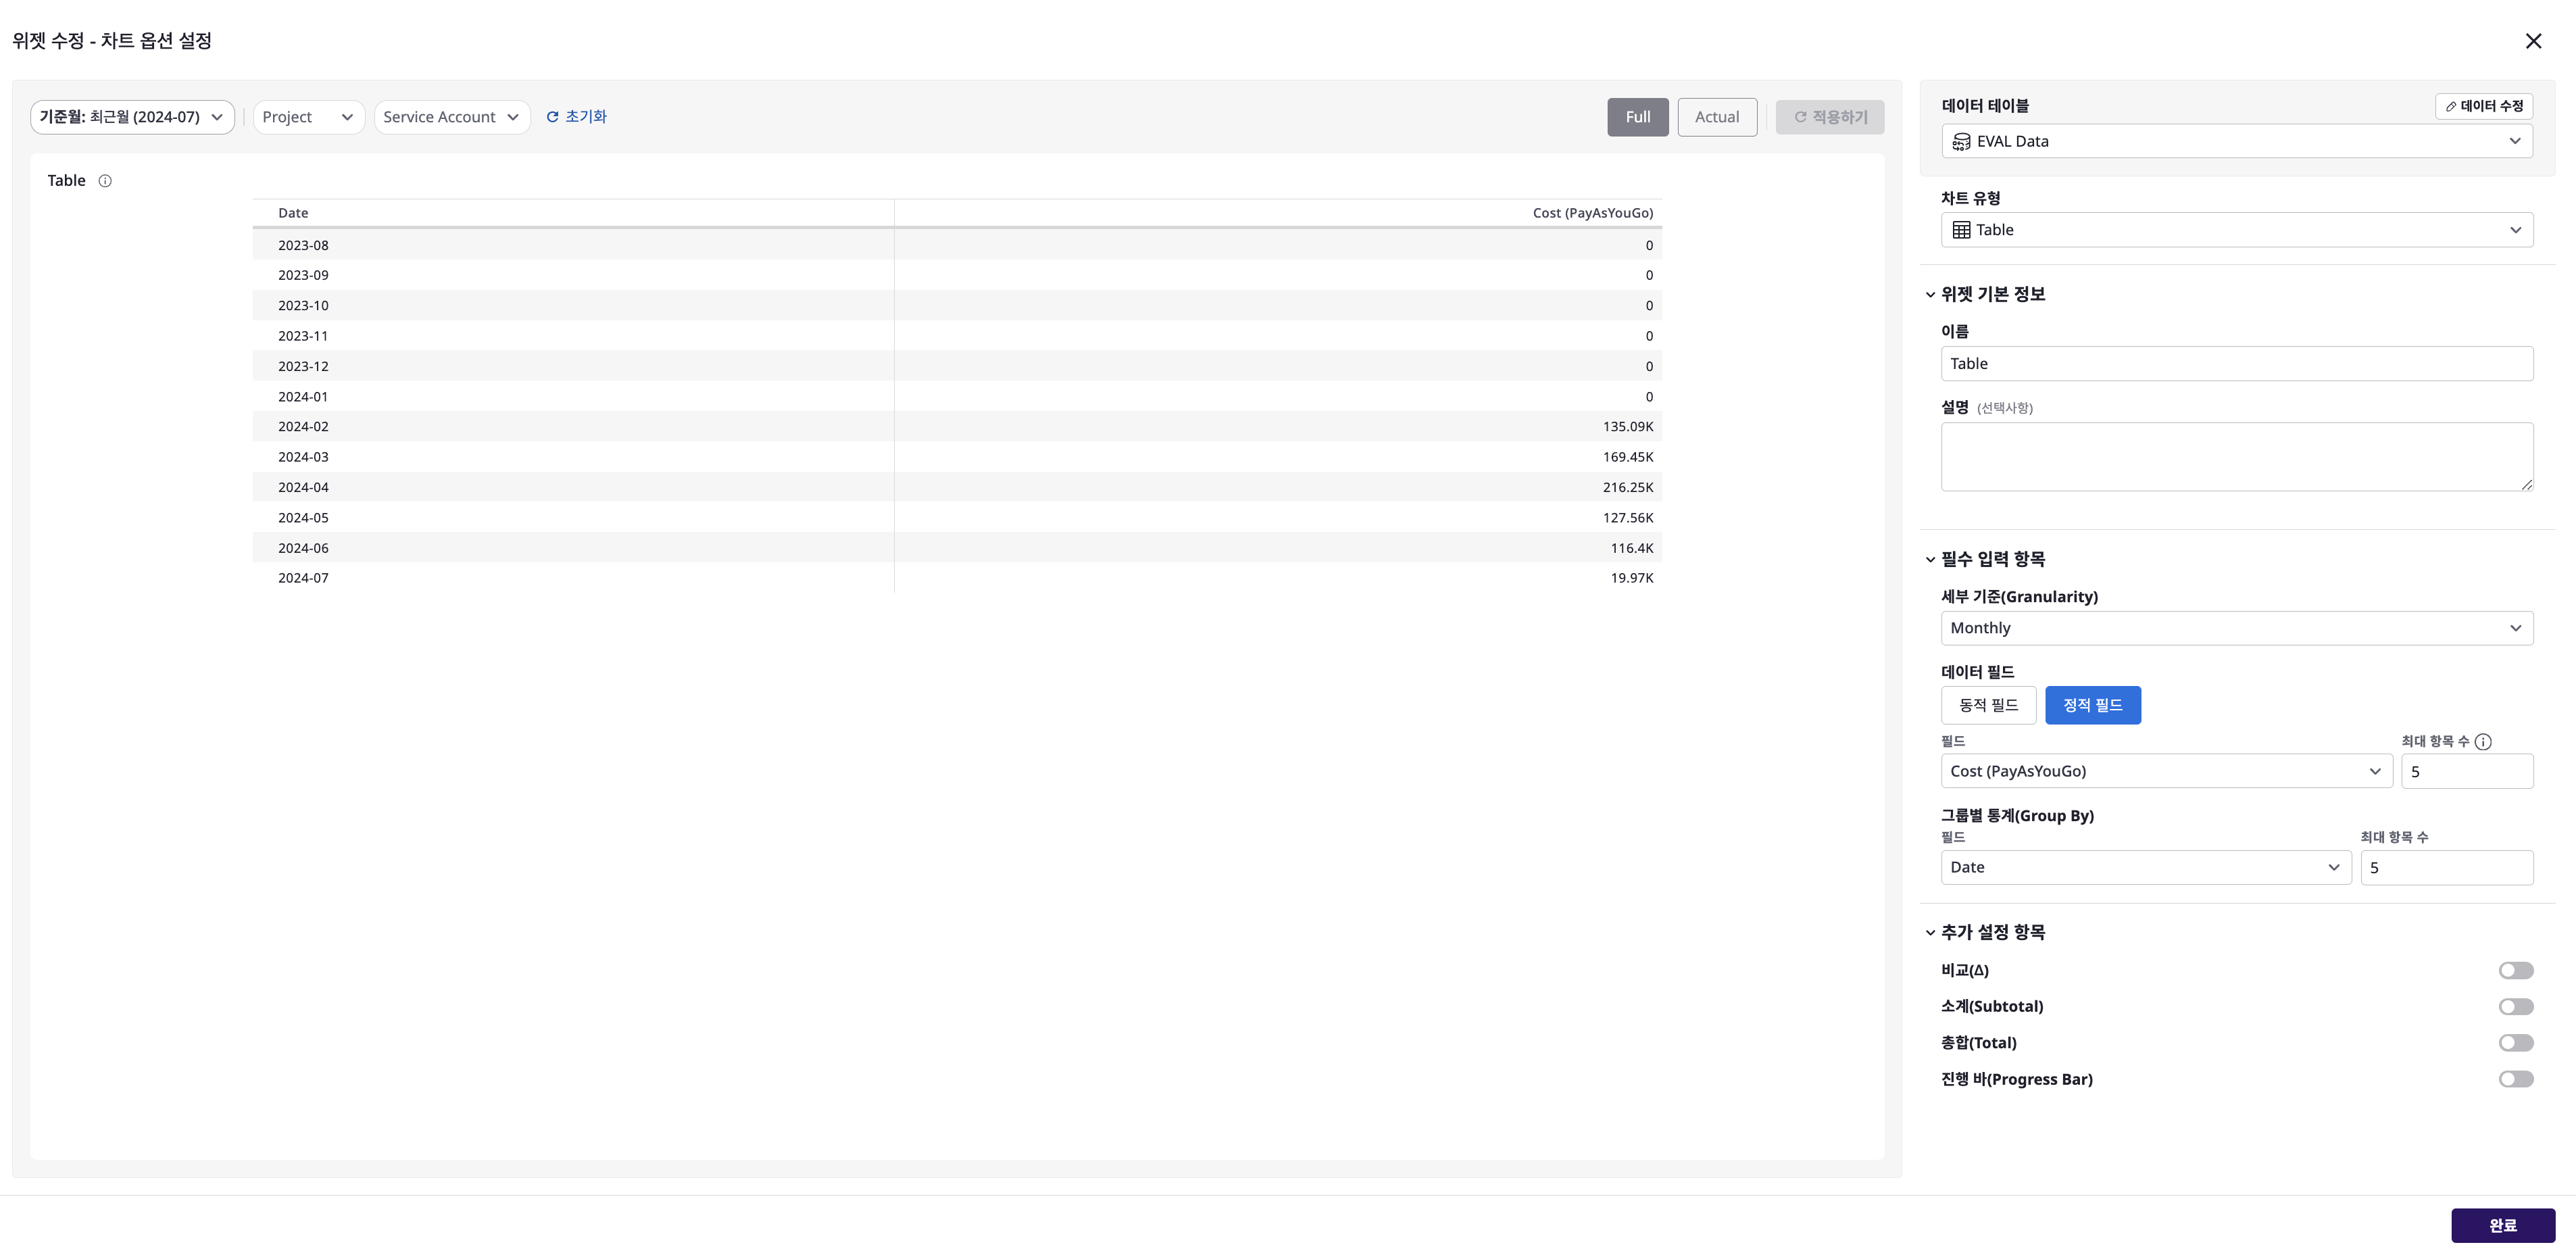 위젯 수정 - 차트 옵션 설정
기준월: 최근월 (2024-07)
Project
Service Account
초기화
Full
Actual
적용하기
Table
Date Cost (PayAsYouGo)
2023-08 0
2023-09 0
2023-10 0
2023-11 0
2023-12 0
2024-01 0
2024-02 135.09K
2024-03 169.45K
2024-04 216.25K
2024-05 127.56K
2024-06 116.4K
2024-07 19.97K
데이터 테이블
데이터 수정
EVAL Data
차트 유형
Table
위젯 기본 정보
이름
Table
설명 (선택사항)
필수 입력 항목
세부 기준(Granularity)
Monthly
데이터 필드
동적 필드 정적 필드
필드 최대 항목 수
Cost (PayAsYouGo) 5
그룹별 통계(Group By)
필드 최대 항목 수
Date 5
추가 설정 항목
비교(Δ)
소계(Subtotal)
총합(Total)
진행 바(Progress Bar)
완료